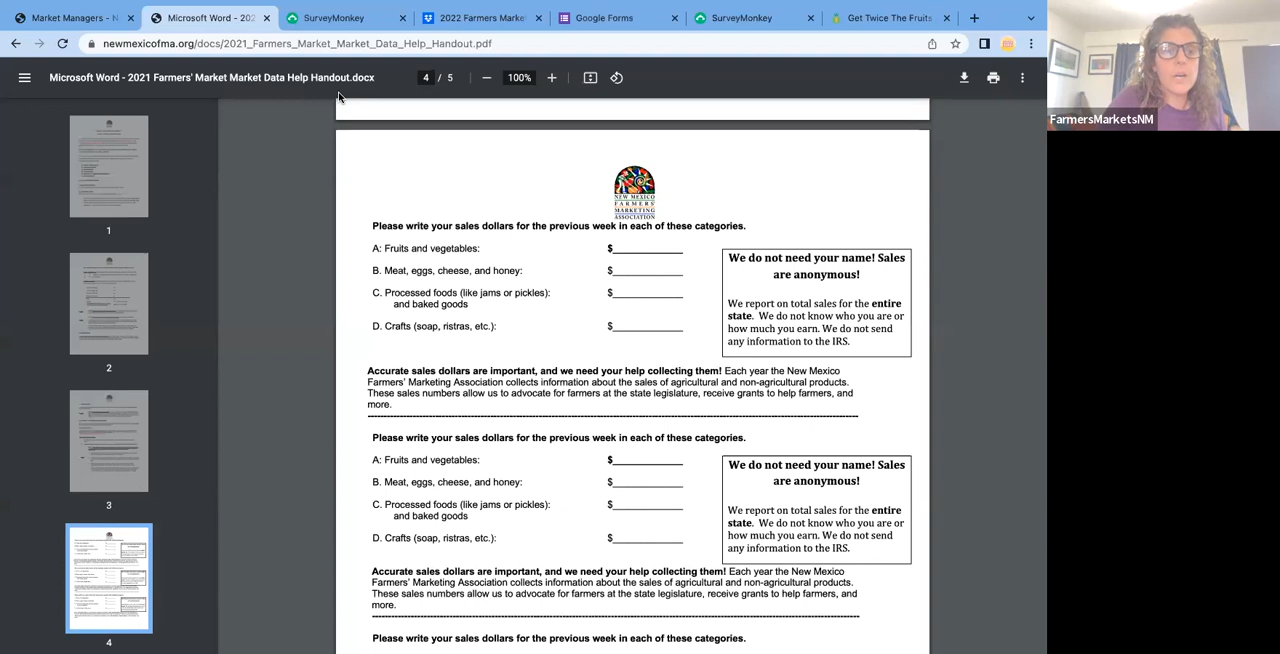 Market Managers - N
Microsoft Word - 202
SurveyMonkey
2022 Farmers Marke
Google Forms
SurveyMonkey
Get Twice The Fruits
newmexicofma.org/docs/2021_Farmers_Market_Market_Data_Help_Handout.pdf
Microsoft Word - 2021 Farmers' Market Market Data Help Handout.docx
4 / 5
100%
FarmersMarketsNM
1
2
3
4
NEW MEXICO
FARMERS'
MARKETING
ASSOCIATION
Please write your sales dollars for the previous week in each of these categories.
A: Fruits and vegetables: $__________
B. Meat, eggs, cheese, and honey: $__________
C. Processed foods (like jams or pickles): $__________
and baked goods
D. Crafts (soap, ristras, etc.): $__________
We do not need your name! Sales
are anonymous!
We report on total sales for the entire
state. We do not know who you are or
how much you earn. We do not send
any information to the IRS.
Accurate sales dollars are important, and we need your help collecting them! Each year the New Mexico
Farmers' Marketing Association collects information about the sales of agricultural and non-agricultural products.
These sales numbers allow us to advocate for farmers at the state legislature, receive grants to help farmers, and
more.
Please write your sales dollars for the previous week in each of these categories.
A: Fruits and vegetables: $__________
B. Meat, eggs, cheese, and honey: $__________
C. Processed foods (like jams or pickles): $__________
and baked goods
D. Crafts (soap, ristras, etc.): $__________
We do not need your name! Sales
are anonymous!
We report on total sales for the entire
state. We do not know who you are or
how much you earn. We do not send
any information to the IRS.
Accurate sales dollars are important, and we need your help collecting them! Each year the New Mexico
Farmers' Marketing Association collects information about the sales of agricultural and non-agricultural products.
These sales numbers allow us to advocate for farmers at the state legislature, receive grants to help farmers, and
more.
Please write your sales dollars for the previous week in each of these categories.